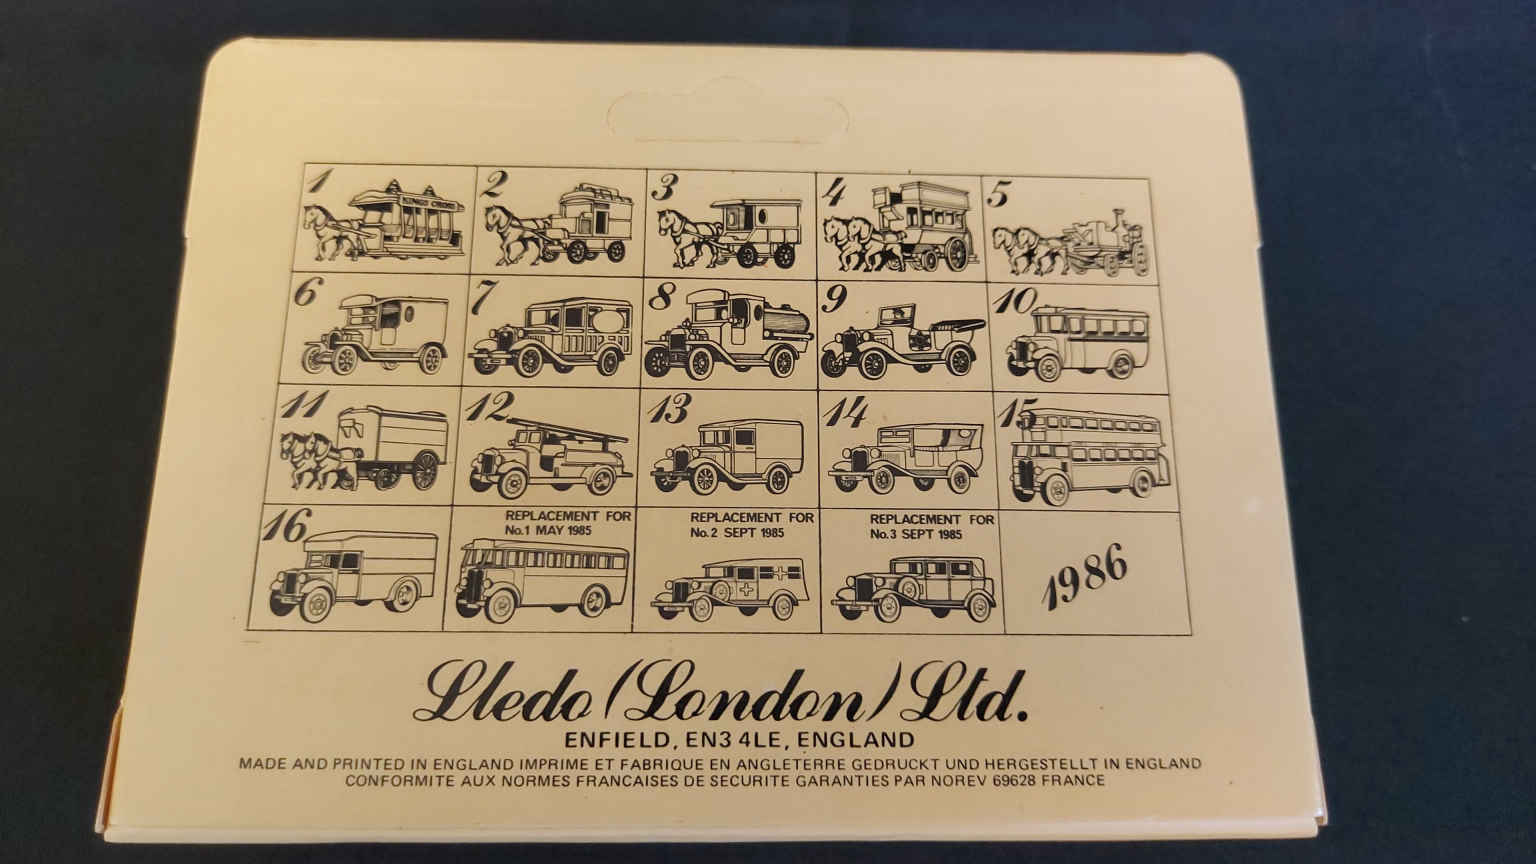 1 2 3 4 5
KINGS CROSS
6 7 8 9 10
11 12 13 14 15
16
REPLACEMENT FOR
No.1 MAY 1985
REPLACEMENT FOR
No.2 SEPT 1985
REPLACEMENT FOR
No.3 SEPT 1985
1986
Lledo (London) Ltd.
ENFIELD, EN3 4LE, ENGLAND
MADE AND PRINTED IN ENGLAND IMPRIME ET FABRIQUE EN ANGLETERRE GEDRUCKT UND HERGESTELLT IN ENGLAND
CONFORMITE AUX NORMES FRANCAISES DE SECURITE GARANTIES PAR NOREV 69628 FRANCE